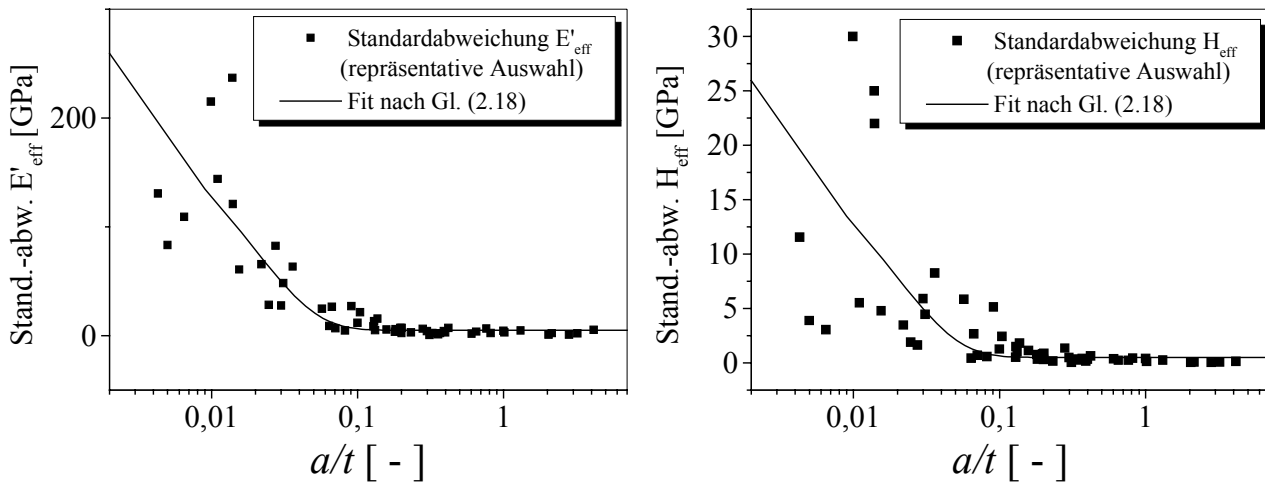 Standardabweichung E'eff
(repräsentative Auswahl)
Fit nach Gl. (2.18)
200
0
Stand.-abw. E'eff [GPa]
0,01
0,1
1
a/t [ - ]
Standardabweichung Heff
(repräsentative Auswahl)
Fit nach Gl. (2.18)
30
25
20
15
10
5
0
Stand.-abw. Heff [GPa]
0,01
0,1
1
a/t [ - ]